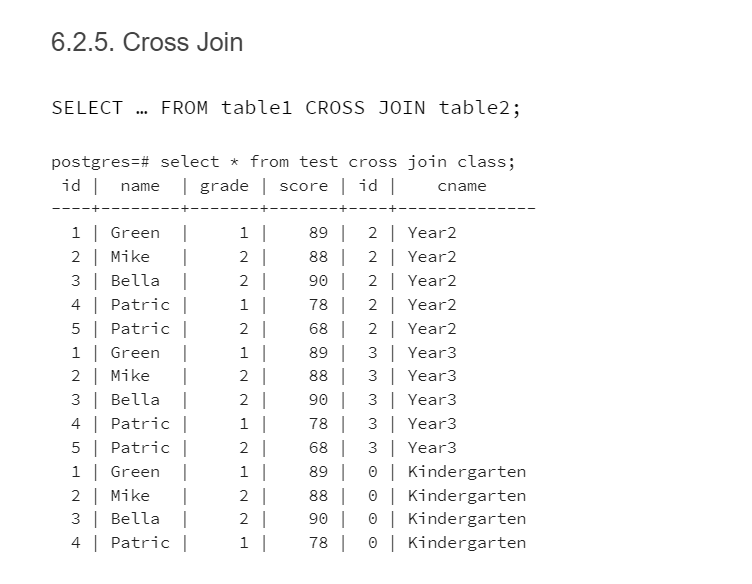 6.2.5. Cross Join
SELECT … FROM table1 CROSS JOIN table2;
postgres=# select * from test cross join class;
 id |  name  | grade | score | id |    cname
----+--------+-------+-------+----+--------------
  1 | Green  |     1 |    89 |  2 | Year2
  2 | Mike   |     2 |    88 |  2 | Year2
  3 | Bella  |     2 |    90 |  2 | Year2
  4 | Patric |     1 |    78 |  2 | Year2
  5 | Patric |     2 |    68 |  2 | Year2
  1 | Green  |     1 |    89 |  3 | Year3
  2 | Mike   |     2 |    88 |  3 | Year3
  3 | Bella  |     2 |    90 |  3 | Year3
  4 | Patric |     1 |    78 |  3 | Year3
  5 | Patric |     2 |    68 |  3 | Year3
  1 | Green  |     1 |    89 |  0 | Kindergarten
  2 | Mike   |     2 |    88 |  0 | Kindergarten
  3 | Bella  |     2 |    90 |  0 | Kindergarten
  4 | Patric |     1 |    78 |  0 | Kindergarten